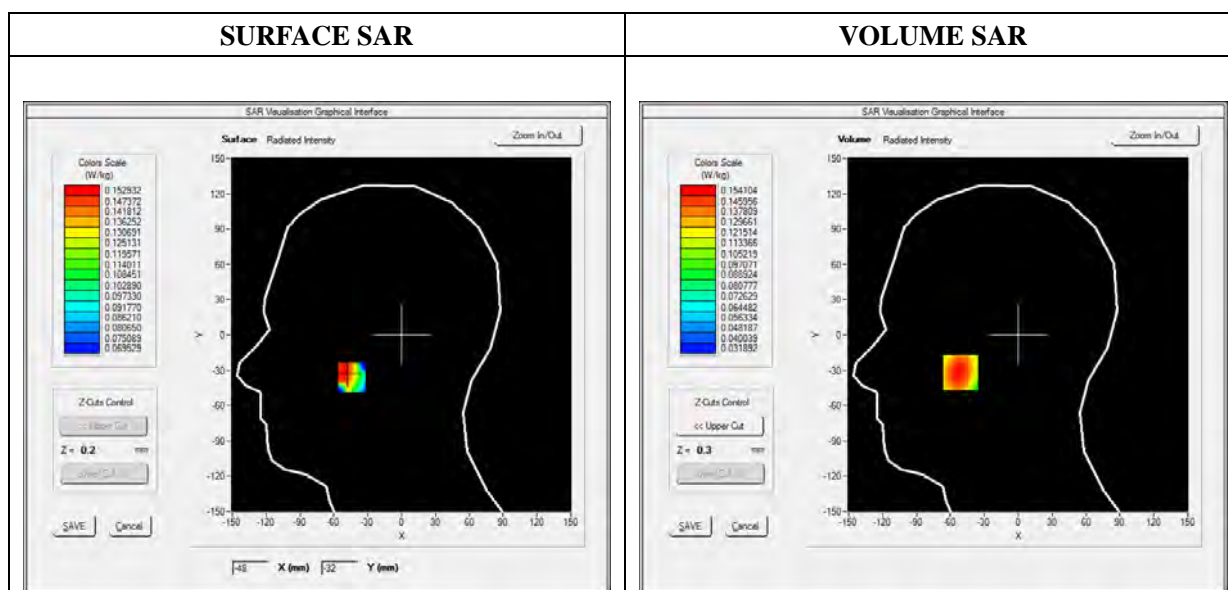 SURFACE SAR
VOLUME SAR
SAR Visualisation Graphical Interface
Surface Radiated Intensity
Zoom In/Out
Colors Scale
(W/kg)
0.152932
0.147372
0.141812
0.136252
0.130691
0.125131
0.119571
0.114011
0.108451
0.102890
0.097330
0.091770
0.086210
0.080650
0.075089
0.069529
Z-Cuts Control
<< Upper Cut
Z = 0.2 mm
SAVE
Cancel
150
120
90
60
30
0
-30
-60
-90
-120
-150
Y
-150 -120 -90 -60 -30 0 30 60 90 120 150
X
-48 X (mm) -32 Y (mm)
SAR Visualisation Graphical Interface
Volume Radiated Intensity
Zoom In/Out
Colors Scale
(W/kg)
0.154104
0.145956
0.137809
0.129661
0.121514
0.113366
0.105219
0.097071
0.088924
0.080777
0.072629
0.064482
0.056334
0.048187
0.040039
0.031892
Z-Cuts Control
<< Upper Cut
Z = 0.3 mm
SAVE
Cancel
150
120
90
60
30
0
-30
-60
-90
-120
-150
Y
-150 -120 -90 -60 -30 0 30 60 90 120 150
X